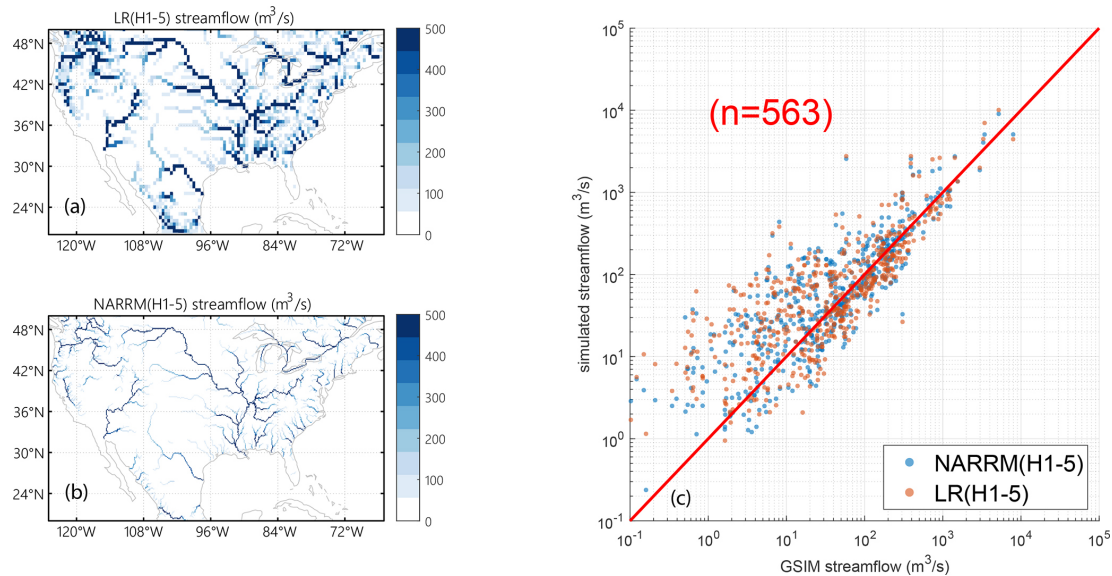 LR(H1-5) streamflow (m³/s)
48°N
42°N
36°N
30°N
24°N
(a)
120°W 108°W 96°W 84°W 72°W
500
400
300
200
100
0
NARRM(H1-5) streamflow (m³/s)
48°N
42°N
36°N
30°N
24°N
(b)
120°W 108°W 96°W 84°W 72°W
500
400
300
200
100
0
simulated streamflow (m³/s)
10⁵
10⁴
10³
10²
10¹
10⁰
10⁻¹
(n=563)
NARRM(H1-5)
LR(H1-5)
(c)
10⁻¹ 10⁰ 10¹ 10² 10³ 10⁴ 10⁵
GSIM streamflow (m³/s)